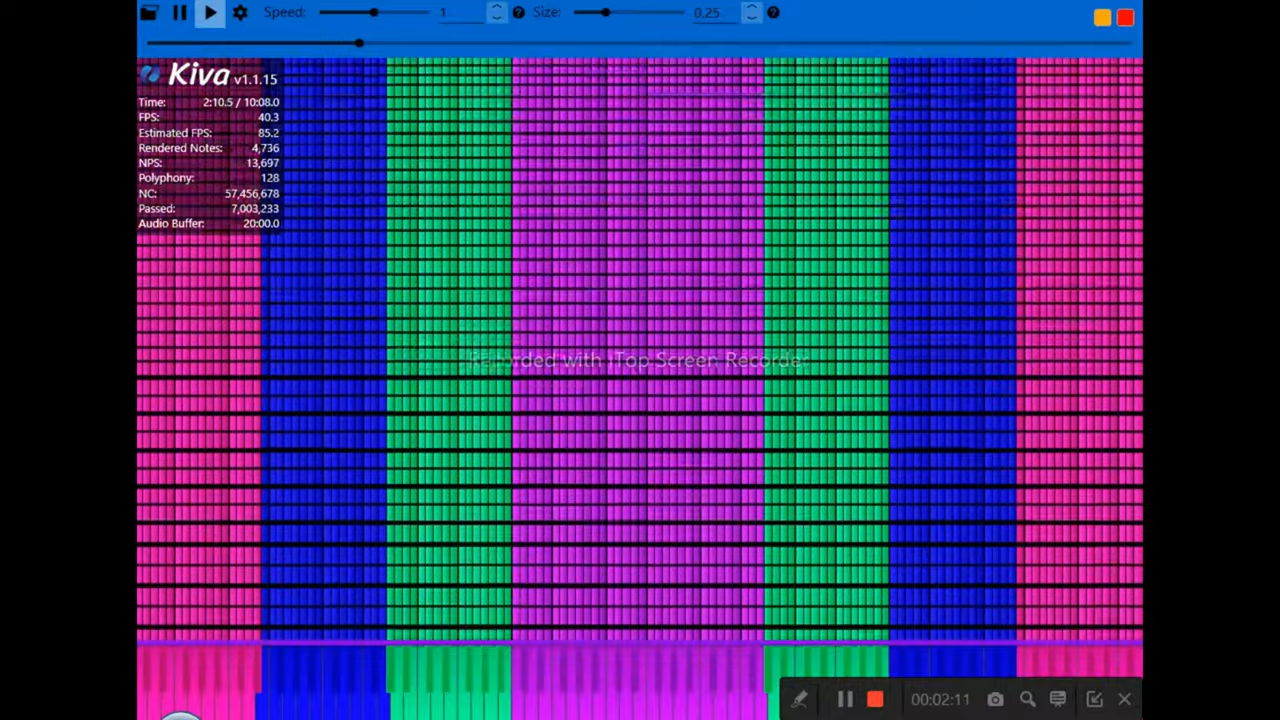 Speed: 1 Size: 0.25
Kiva v1.1.15
Time: 2:10.5 / 10:08.0
FPS: 40.3
Estimated FPS: 85.2
Rendered Notes: 4,736
NPS: 13,697
Polyphony: 128
NC: 57,456,678
Passed: 7,003,233
Audio Buffer: 20:00.0
Recorded with iTop Screen Recorder
00:02:11